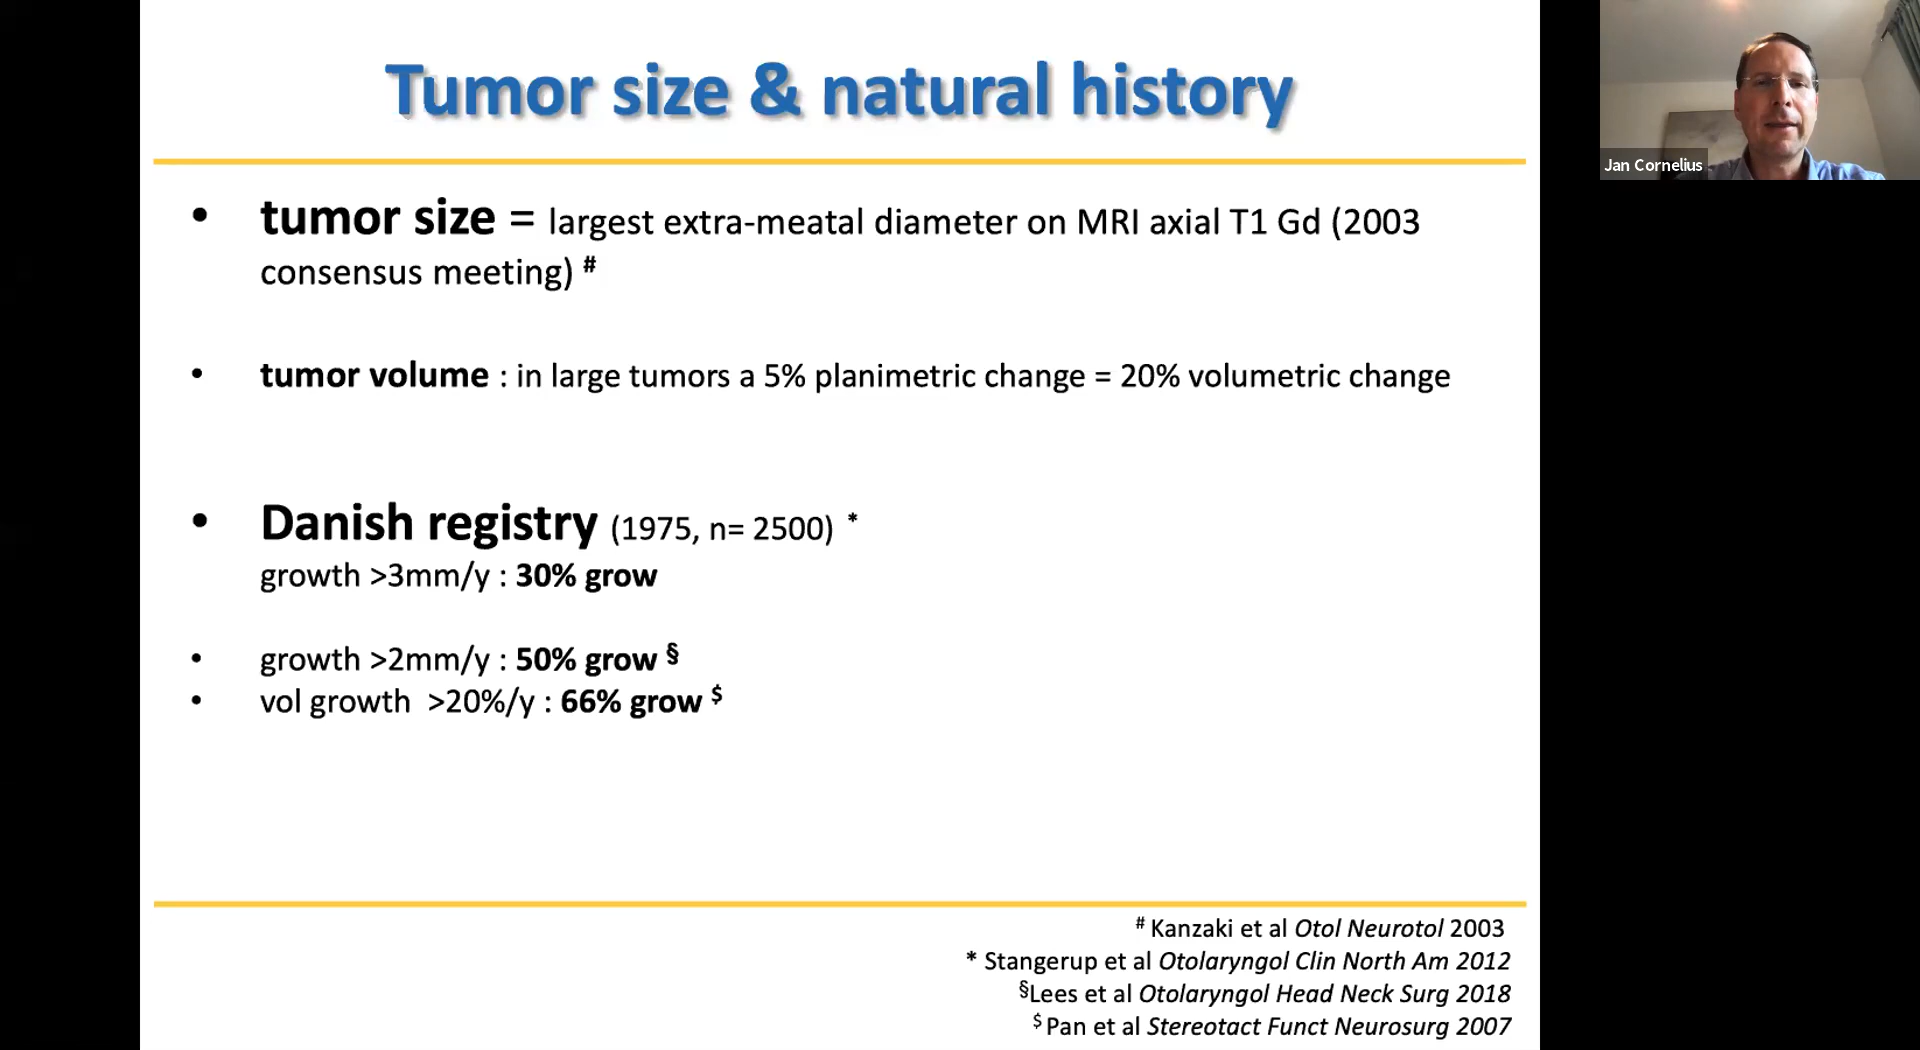 Tumor size & natural history
• tumor size = largest extra-meatal diameter on MRI axial T1 Gd (2003
consensus meeting) #
• tumor volume : in large tumors a 5% planimetric change = 20% volumetric change
• Danish registry (1975, n= 2500) *
growth >3mm/y : 30% grow
• growth >2mm/y : 50% grow §
• vol growth >20%/y : 66% grow $
# Kanzaki et al Otol Neurotol 2003
* Stangerup et al Otolaryngol Clin North Am 2012
§Lees et al Otolaryngol Head Neck Surg 2018
$ Pan et al Stereotact Funct Neurosurg 2007
Jan Cornelius